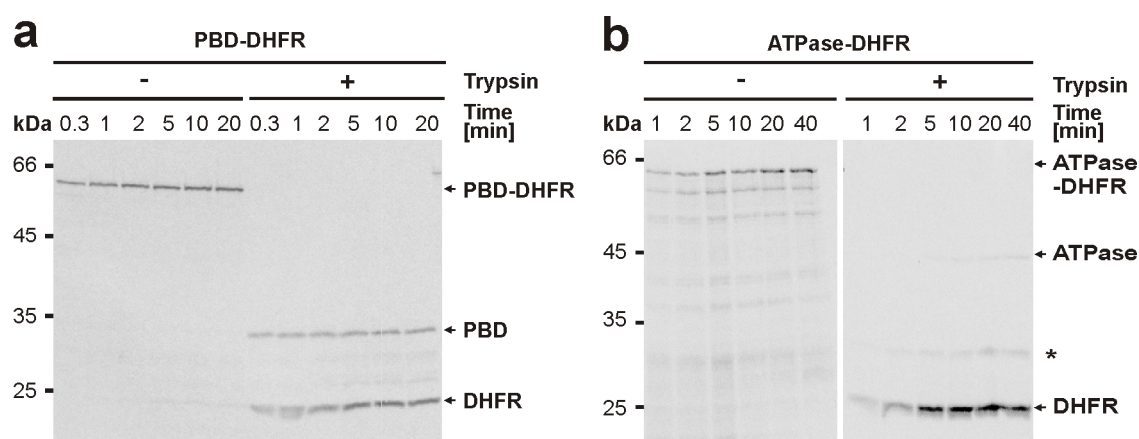 a
PBD-DHFR
- + Trypsin
kDa 0.3 1 2 5 10 20 0.3 1 2 5 10 20 Time [min]
66
PBD-DHFR
45
35
PBD
25
DHFR
b
ATPase-DHFR
- + Trypsin
kDa 1 2 5 10 20 40 1 2 5 10 20 40 Time [min]
66
ATPase
-DHFR
45
ATPase
35
*
25
DHFR